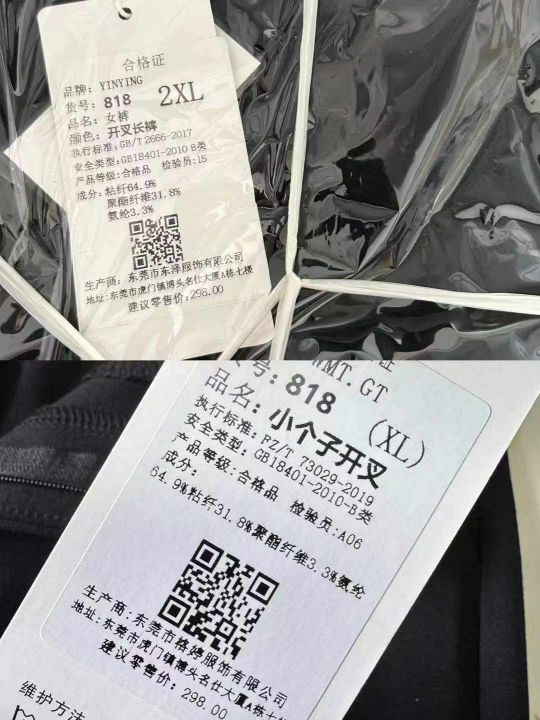 合格证
品牌：YINYING
货号：818 2XL
品名：女裤
颜色：开叉长裤
执行标准：GB/T 2666-2017
安全类型：GB18401-2010 B类
产品等级：合格品 检验员：15
成分：粘纤64.9%
聚酯纤维31.8%
氨纶3.3%
生产商：东莞市东泽服饰有限公司
地址：东莞市虎门镇博头名仕大厦A栋七楼
建议零售价：298.00
MT.GT
号：818
品名：小个子开叉 (XL)
执行标准：FZ/T 73029-2019
安全类型：GB18401-2010-B类
产品等级：合格品 检验员：A06
成分：
64.9%粘纤31.8%聚酯纤维3.3%氨纶
生产商：东莞市格婷服饰有限公司
地址：东莞市虎门镇博头名仕大厦A栋七
建议零售价：298.00
维护方法